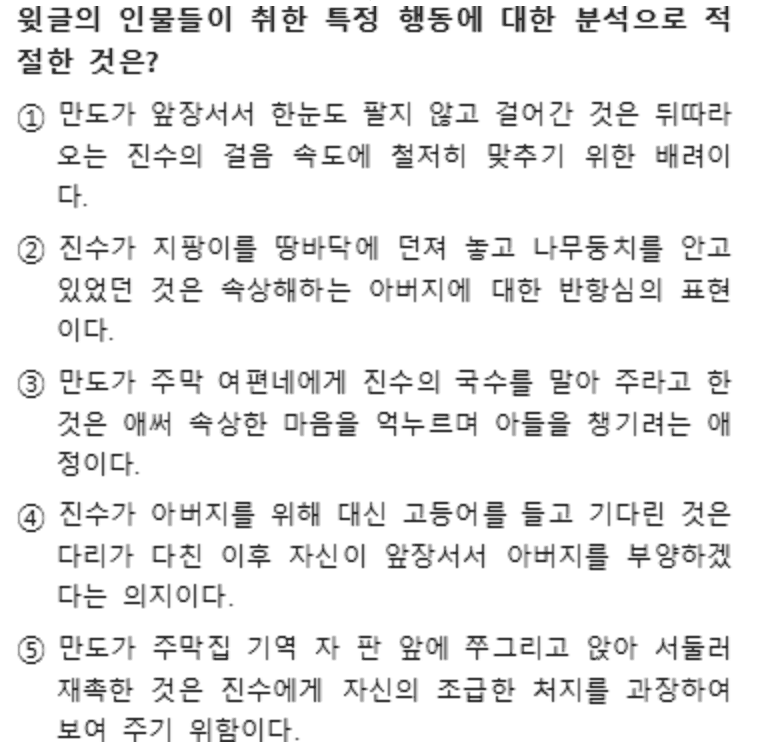 윗글의 인물들이 취한 특정 행동에 대한 분석으로 적
절한 것은?
① 만도가 앞장서서 한눈도 팔지 않고 걸어간 것은 뒤따라
오는 진수의 걸음 속도에 철저히 맞추기 위한 배려이
다.
② 진수가 지팡이를 땅바닥에 던져 놓고 나무둥치를 안고
있었던 것은 속상해하는 아버지에 대한 반항심의 표현
이다.
③ 만도가 주막 여편네에게 진수의 국수를 말아 주라고 한
것은 애써 속상한 마음을 억누르며 아들을 챙기려는 애
정이다.
④ 진수가 아버지를 위해 대신 고등어를 들고 기다린 것은
다리가 다친 이후 자신이 앞장서서 아버지를 부양하겠
다는 의지이다.
⑤ 만도가 주막집 기역 자 판 앞에 쭈그리고 앉아 서둘러
재촉한 것은 진수에게 자신의 조급한 처지를 과장하여
보여 주기 위함이다.